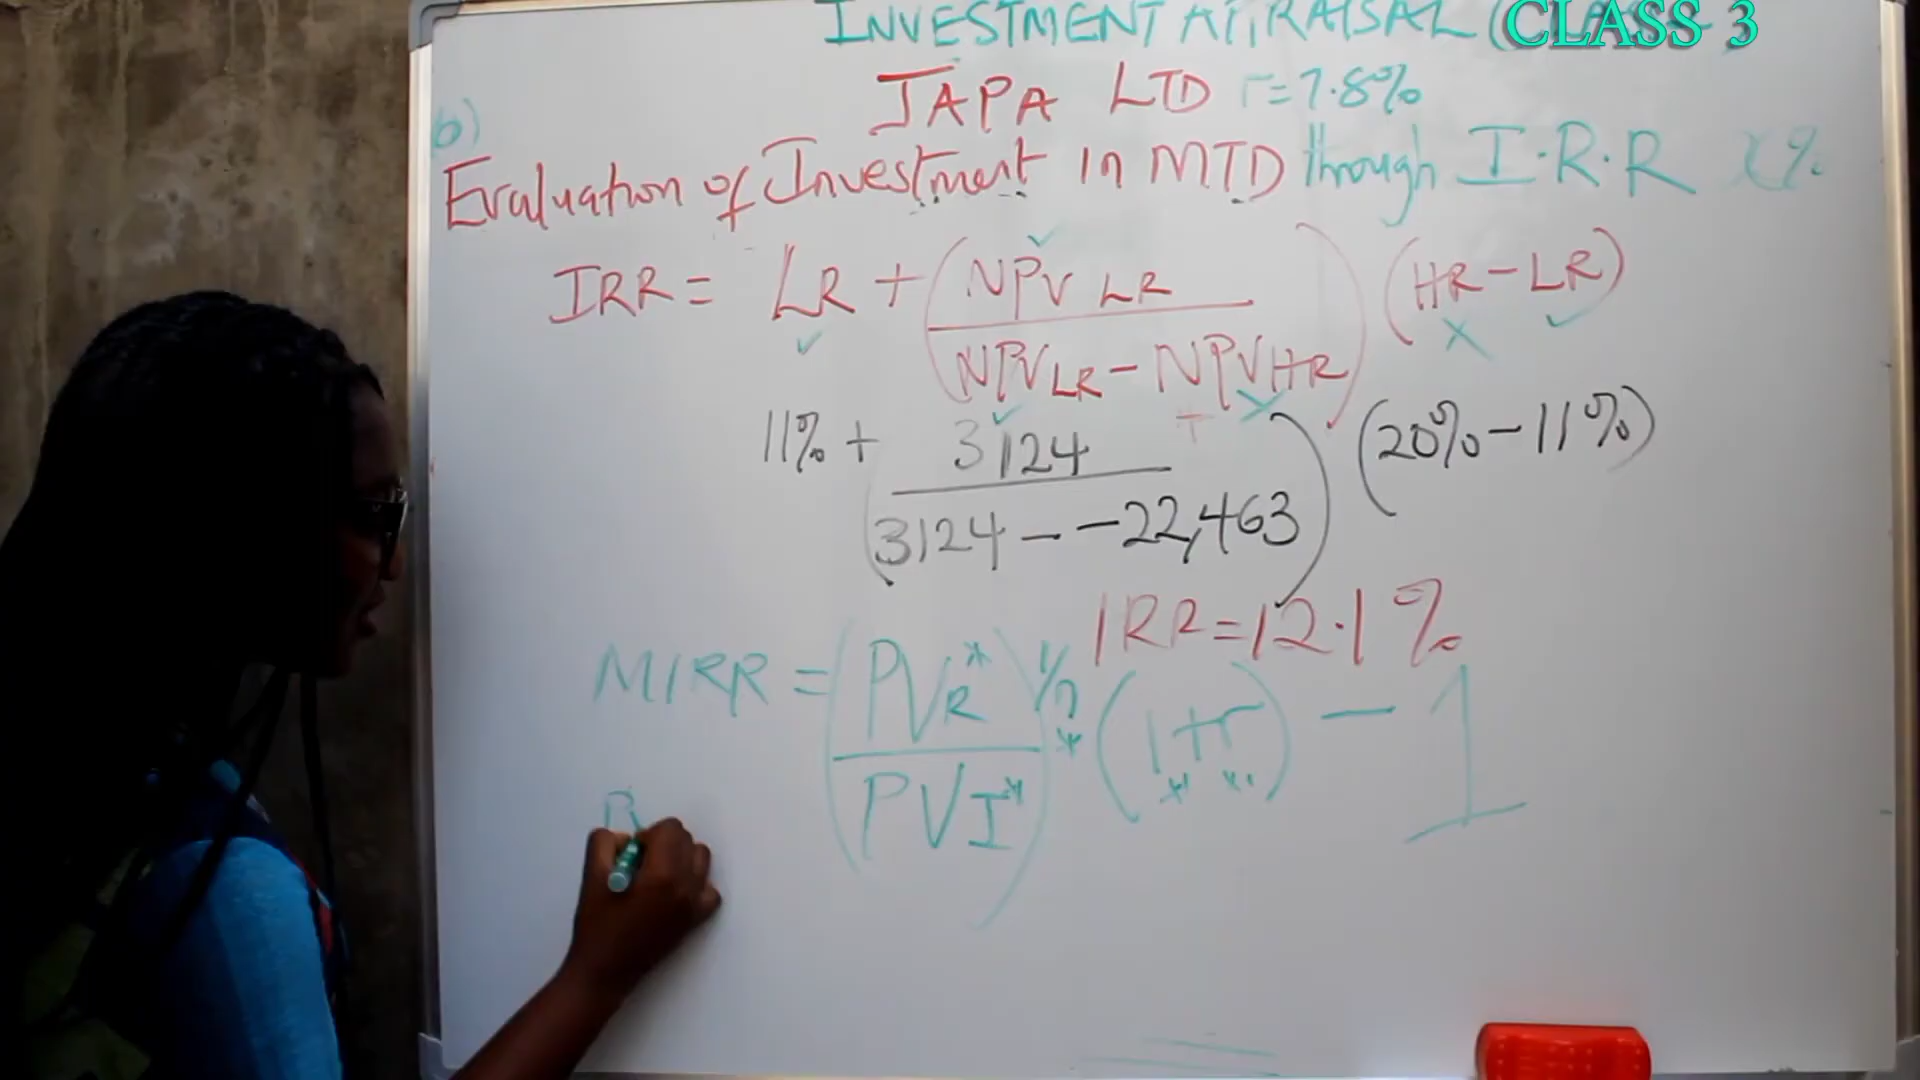 INVESTMENT APPRAISAL (CLASS 3
JAPA LTD r=7.8%
b)
Evaluation of Investment in MTD through I.R.R
IRR = LR + (NPV LR / NPV LR - NPV HR) (HR - LR)
11% + (3124 / 3124 - -22,463) (20% - 11%)
IRR = 12.1%
MIRR = (PVR* / PVI*) 1/n (1+r) - 1